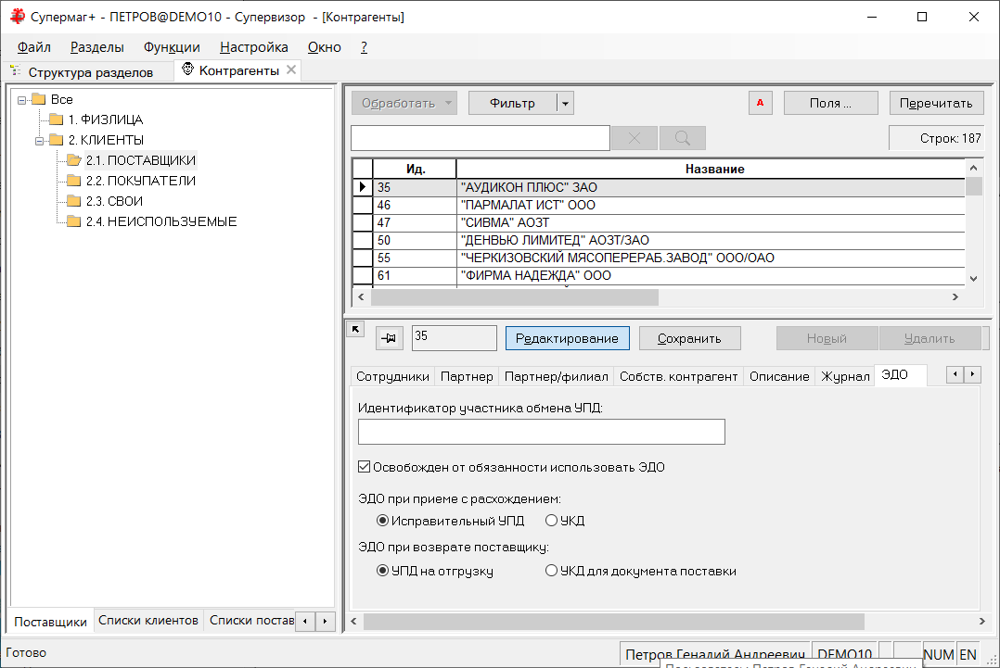 Супермаг+ - ПЕТРОВ@DEMO10 - Супервизор - [Контрагенты]
Файл Разделы Функции Настройка Окно ?
Структура разделов Контрагенты
Все
1. ФИЗЛИЦА
2. КЛИЕНТЫ
2.1. ПОСТАВЩИКИ
2.2. ПОКУПАТЕЛИ
2.3. СВОИ
2.4. НЕИСПОЛЬЗУЕМЫЕ
Поставщики Списки клиентов Списки постав
Обработать Фильтр А Поля ... Перечитать
Строк: 187
Ид. Название
35 "АУДИКОН ПЛЮС" ЗАО
46 "ПАРМАЛАТ ИСТ" ООО
47 "СИВМА" АОЗТ
50 "ДЕНВЬЮ ЛИМИТЕД" АОЗТ/ЗАО
55 "ЧЕРКИЗОВСКИЙ МЯСОПЕРЕРАБ.ЗАВОД" ООО/ОАО
61 "ФИРМА НАДЕЖДА" ООО
35 Редактирование Сохранить Новый Удалить
Сотрудники Партнер Партнер/филиал Собств. контрагент Описание Журнал ЭДО
Идентификатор участника обмена УПД:
Освобожден от обязанности использовать ЭДО
ЭДО при приеме с расхождением:
Исправительный УПД УКД
ЭДО при возврате поставщику:
УПД на отгрузку УКД для документа поставки
Готово Петров Генадий Андреевич DEMO10 NUM EN